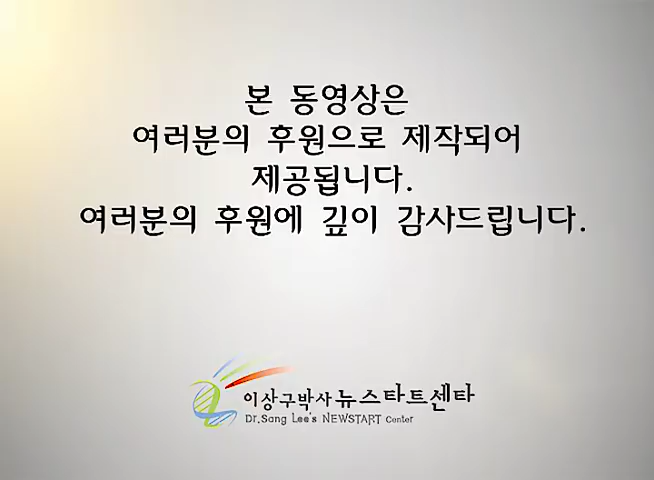 본 동영상은
여러분의 후원으로 제작되어
제공됩니다.
여러분의 후원에 깊이 감사드립니다.
이상구박사 뉴스타트센타
Dr.Sang Lee's NEWSTART Center